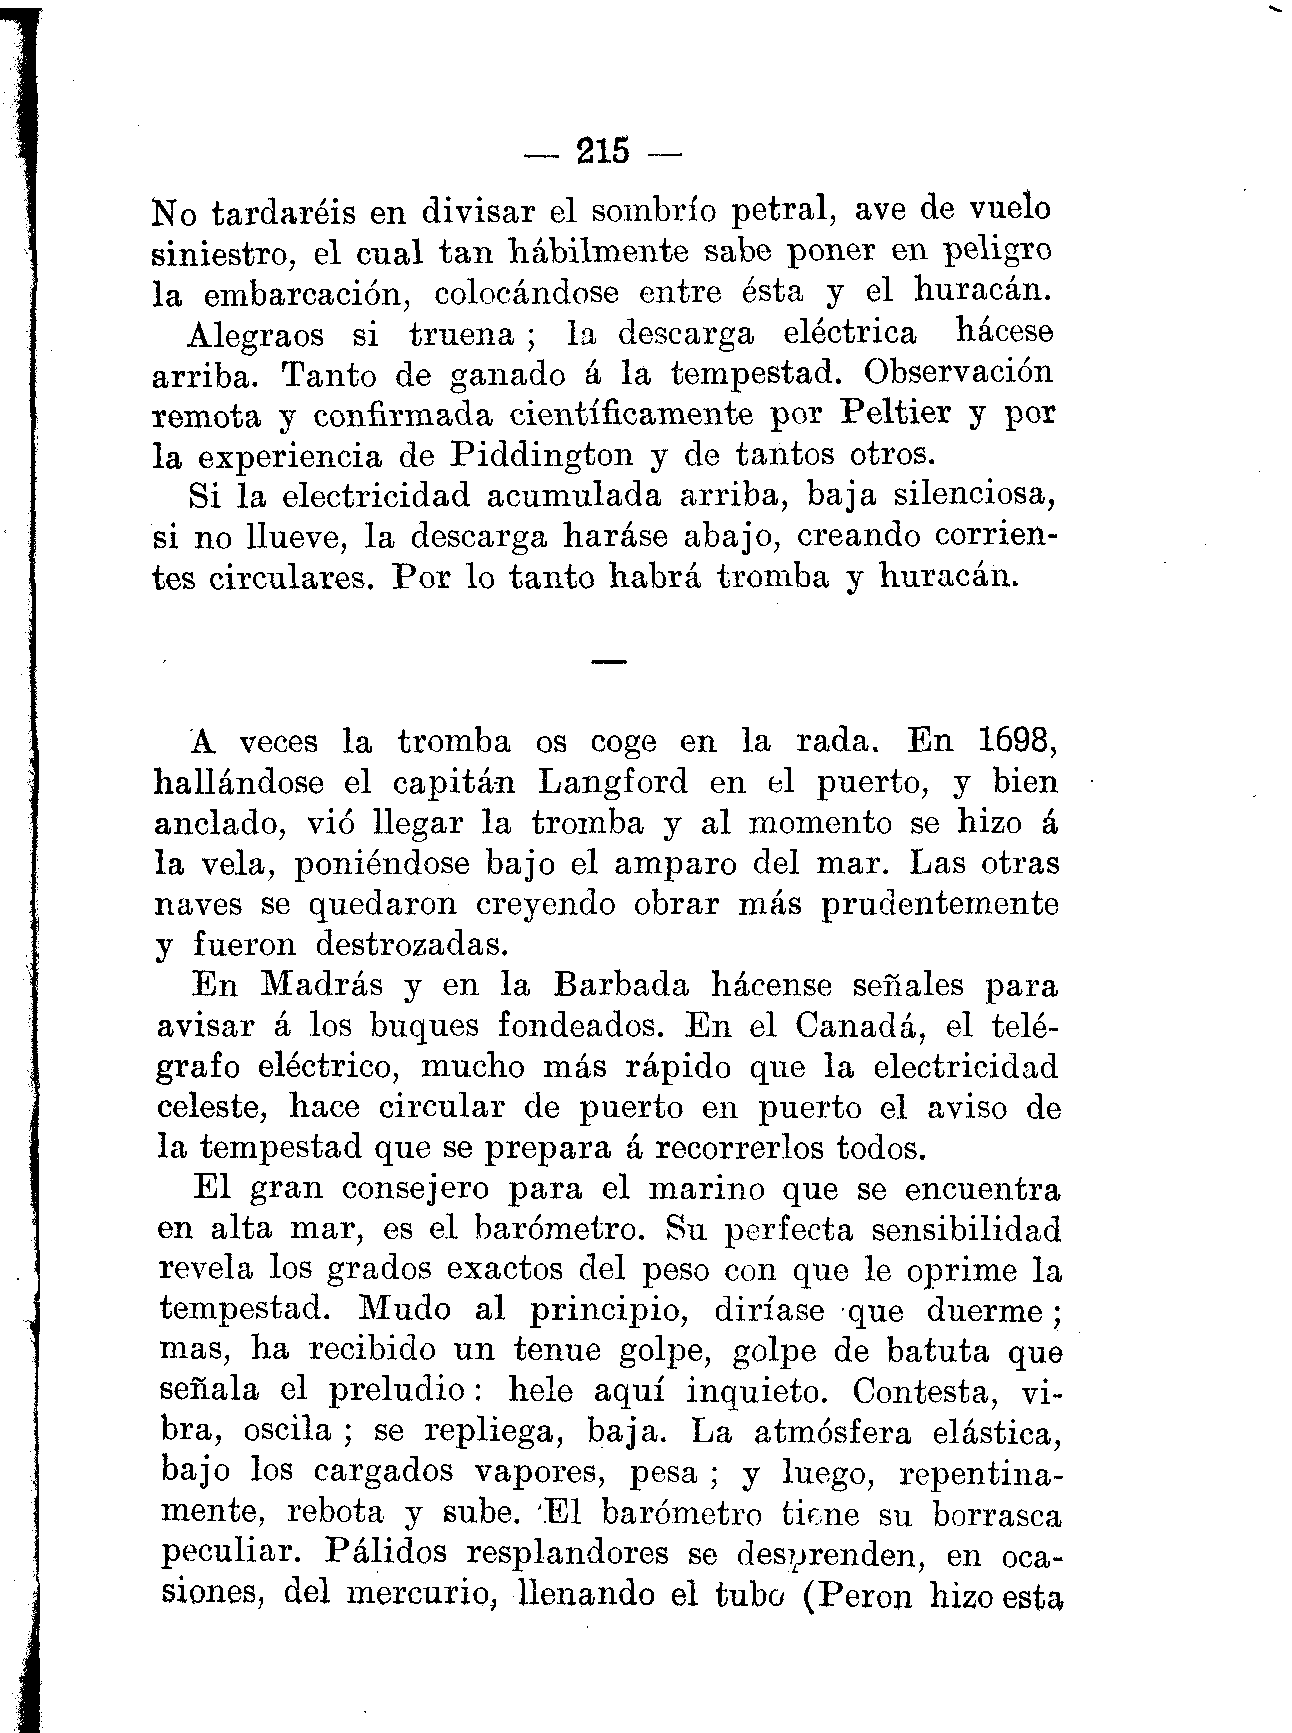 — 215 —
No tardaréis en divisar el sombrío petral, ave de vuelo
siniestro, el cual tan hábilmente sabe poner en peligro
la embarcación, colocándose entre ésta y el huracán.
Alegraos si truena ; la descarga eléctrica hácese
arriba. Tanto de ganado á la tempestad. Observación
remota y confirmada científicamente por Peltier y por
la experiencia de Piddington y de tantos otros.
Si la electricidad acumulada arriba, baja silenciosa,
si no llueve, la descarga haráse abajo, creando corrien-
tes circulares. Por lo tanto habrá tromba y huracán.
—
A veces la tromba os coge en la rada. En 1698,
hallándose el capitán Langford en el puerto, y bien
anclado, vió llegar la tromba y al momento se hizo á
la vela, poniéndose bajo el amparo del mar. Las otras
naves se quedaron creyendo obrar más prudentemente
y fueron destrozadas.
En Madrás y en la Barbada hácense señales para
avisar á los buques fondeados. En el Canadá, el telé-
grafo eléctrico, mucho más rápido que la electricidad
celeste, hace circular de puerto en puerto el aviso de
la tempestad que se prepara á recorrerlos todos.
El gran consejero para el marino que se encuentra
en alta mar, es el barómetro. Su perfecta sensibilidad
revela los grados exactos del peso con que le oprime la
tempestad. Mudo al principio, diríase que duerme ;
mas, ha recibido un tenue golpe, golpe de batuta que
señala el preludio : hele aquí inquieto. Contesta, vi-
bra, oscila ; se repliega, baja. La atmósfera elástica,
bajo los cargados vapores, pesa ; y luego, repentina-
mente, rebota y sube. El barómetro tiene su borrasca
peculiar. Pálidos resplandores se desprenden, en oca-
siones, del mercurio, llenando el tubo (Peron hizo esta